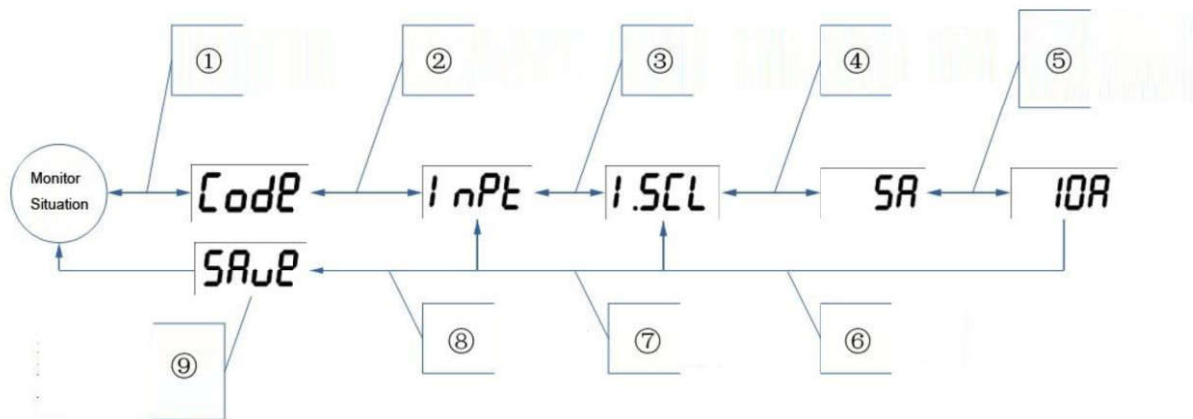 ①
②
③
④
⑤
Monitor
Situation
CodE
InPt
I.SCL
5A
10A
SAvE
⑧
⑦
⑥
⑨